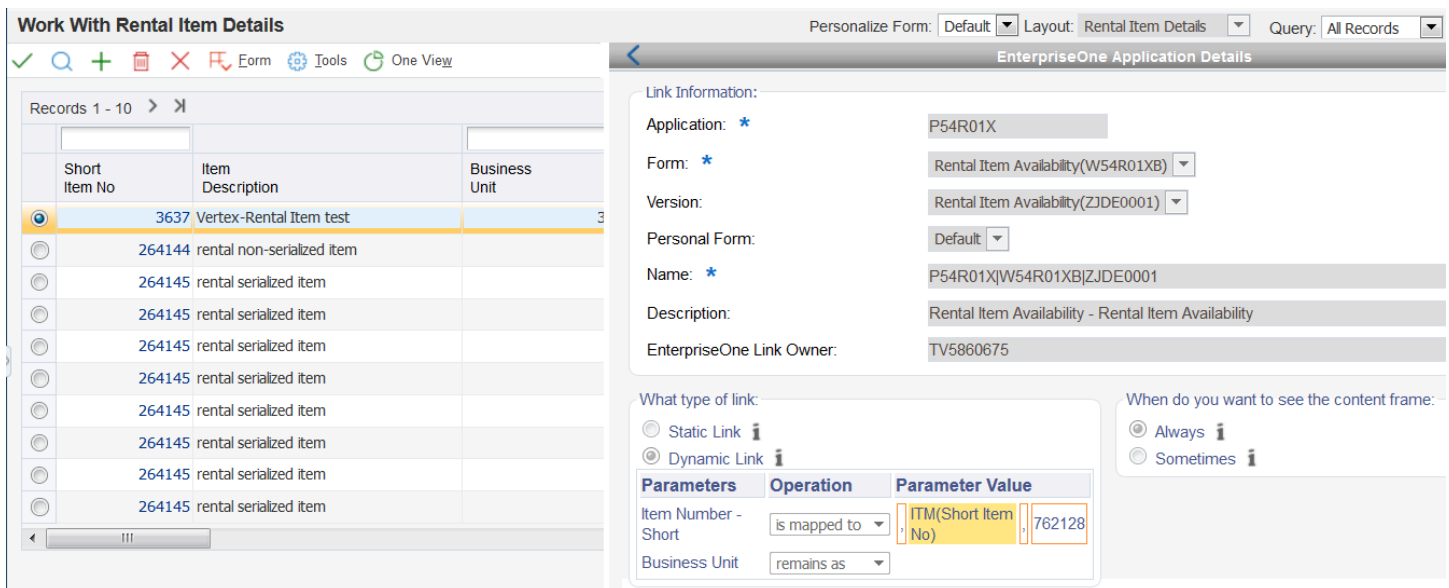 Work With Rental Item Details
Personalize Form: Default Layout: Rental Item Details Query: All Records
Form Tools One View
Records 1 - 10
Short Item No
Item Description
Business Unit
3637 Vertex-Rental Item test 3
264144 rental non-serialized item
264145 rental serialized item
264145 rental serialized item
264145 rental serialized item
264145 rental serialized item
264145 rental serialized item
264145 rental serialized item
264145 rental serialized item
264145 rental serialized item
EnterpriseOne Application Details
Link Information:
Application: * P54R01X
Form: * Rental Item Availability(W54R01XB)
Version: Rental Item Availability(ZJDE0001)
Personal Form: Default
Name: * P54R01X|W54R01XB|ZJDE0001
Description: Rental Item Availability - Rental Item Availability
EnterpriseOne Link Owner: TV5860675
What type of link:
Static Link i
Dynamic Link i
Parameters Operation Parameter Value
Item Number - Short
is mapped to
, ITM(Short Item No) , 762128
Business Unit remains as
When do you want to see the content frame:
Always i
Sometimes i